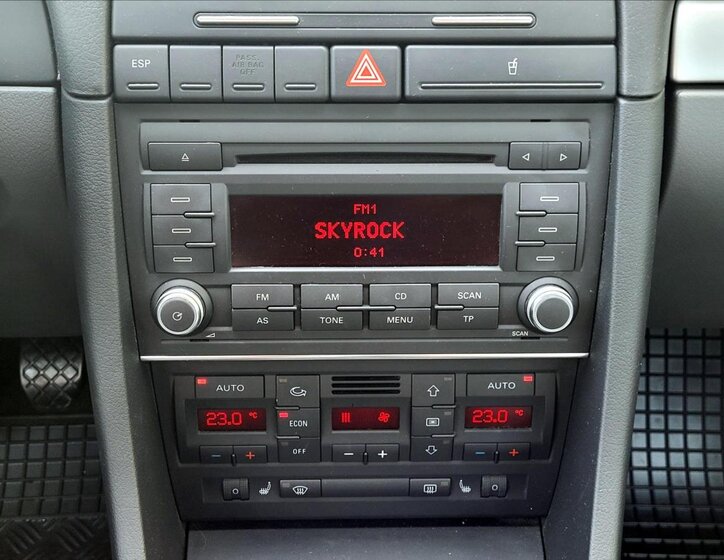 ESP
PASS.
AIR BAG
OFF
FM1
SKYROCK
0:41
FM AM CD SCAN
AS TONE MENU TP
SCAN
AUTO AUTO
23.0 °C 23.0 °C
ECON
OFF